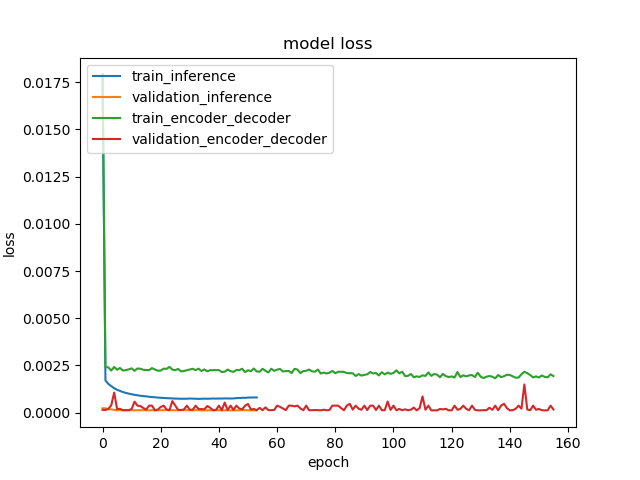 model loss
train_inference
validation_inference
train_encoder_decoder
validation_encoder_decoder
loss
0.0175
0.0150
0.0125
0.0100
0.0075
0.0050
0.0025
0.0000
0 20 40 60 80 100 120 140 160
epoch